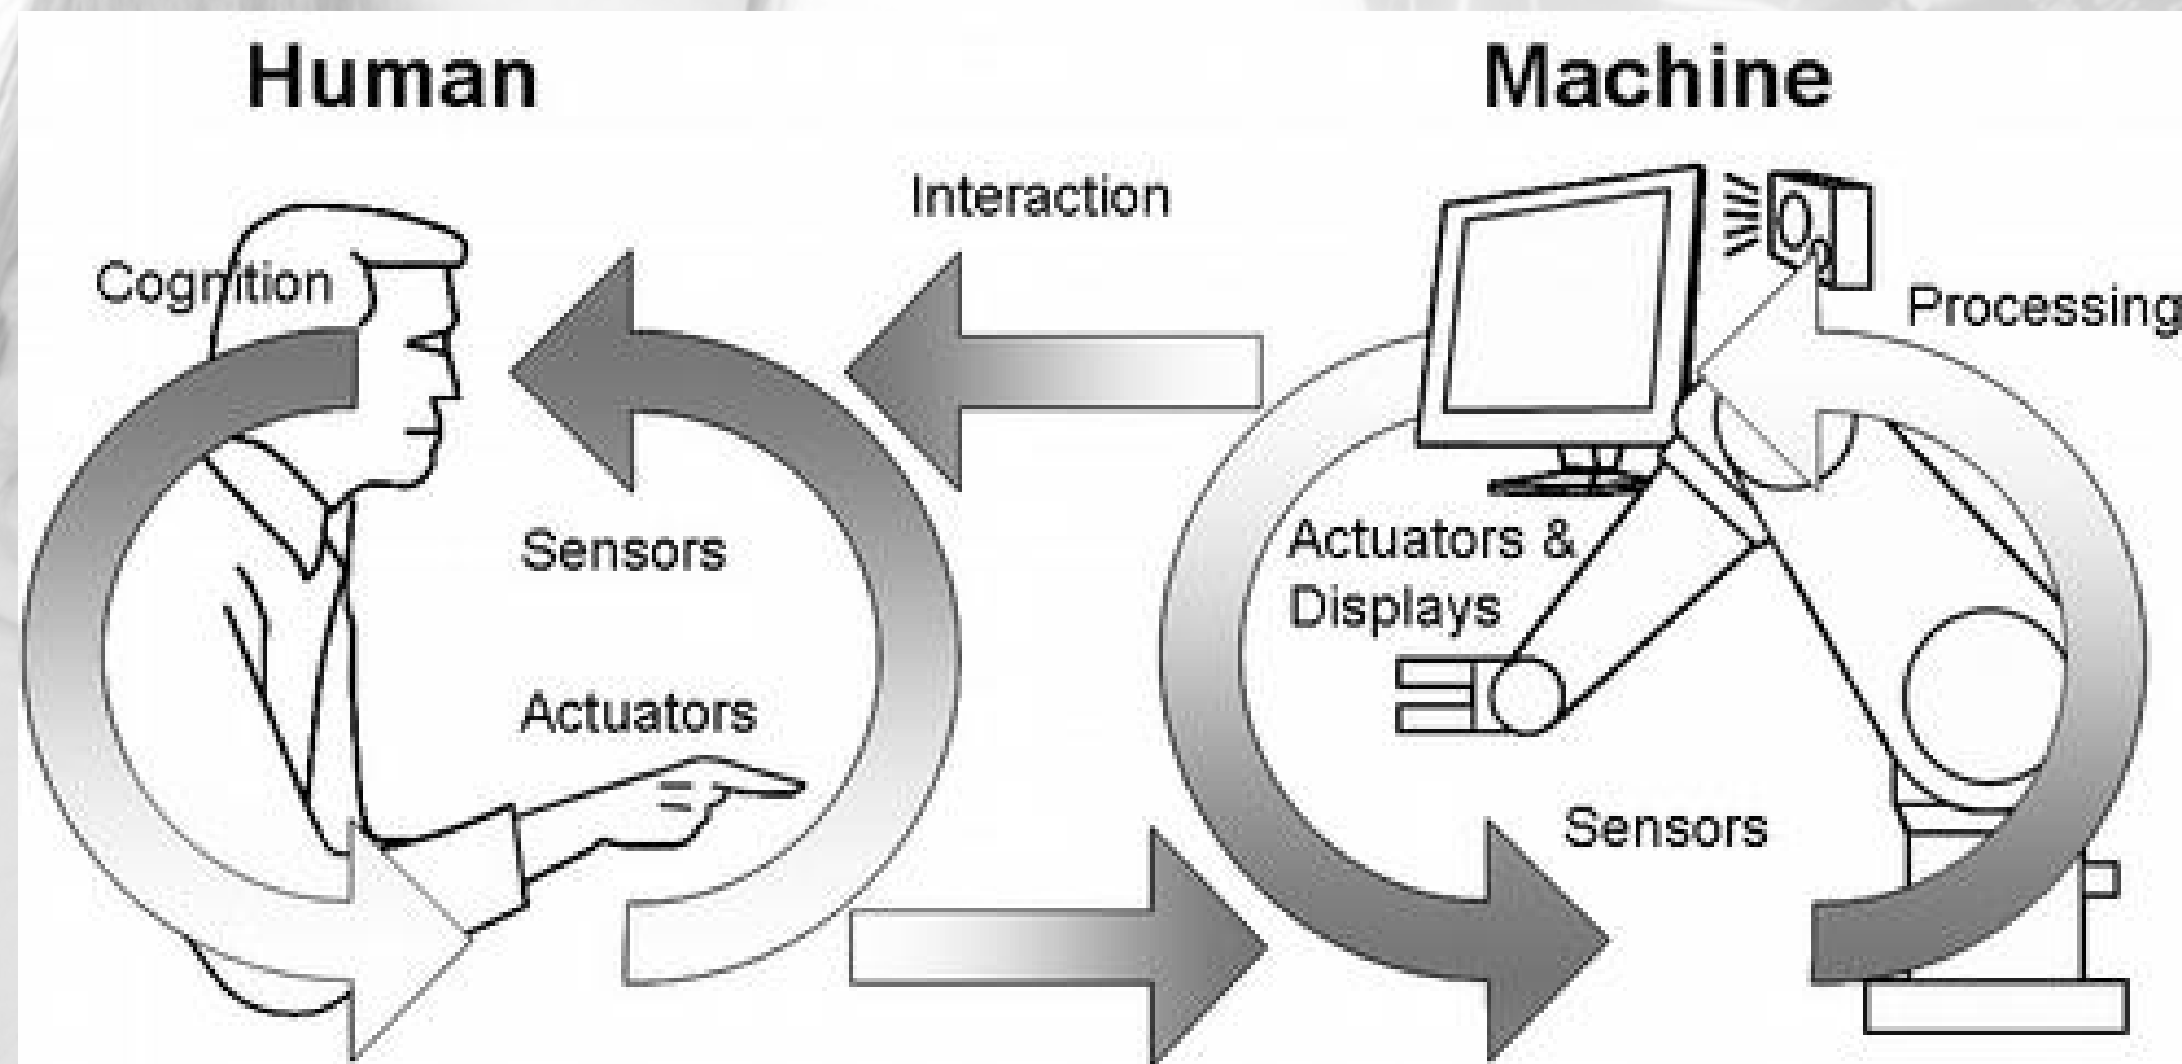 Human
Machine
Interaction
Cognition
Processing
Sensors
Actuators &
Displays
Actuators
Sensors